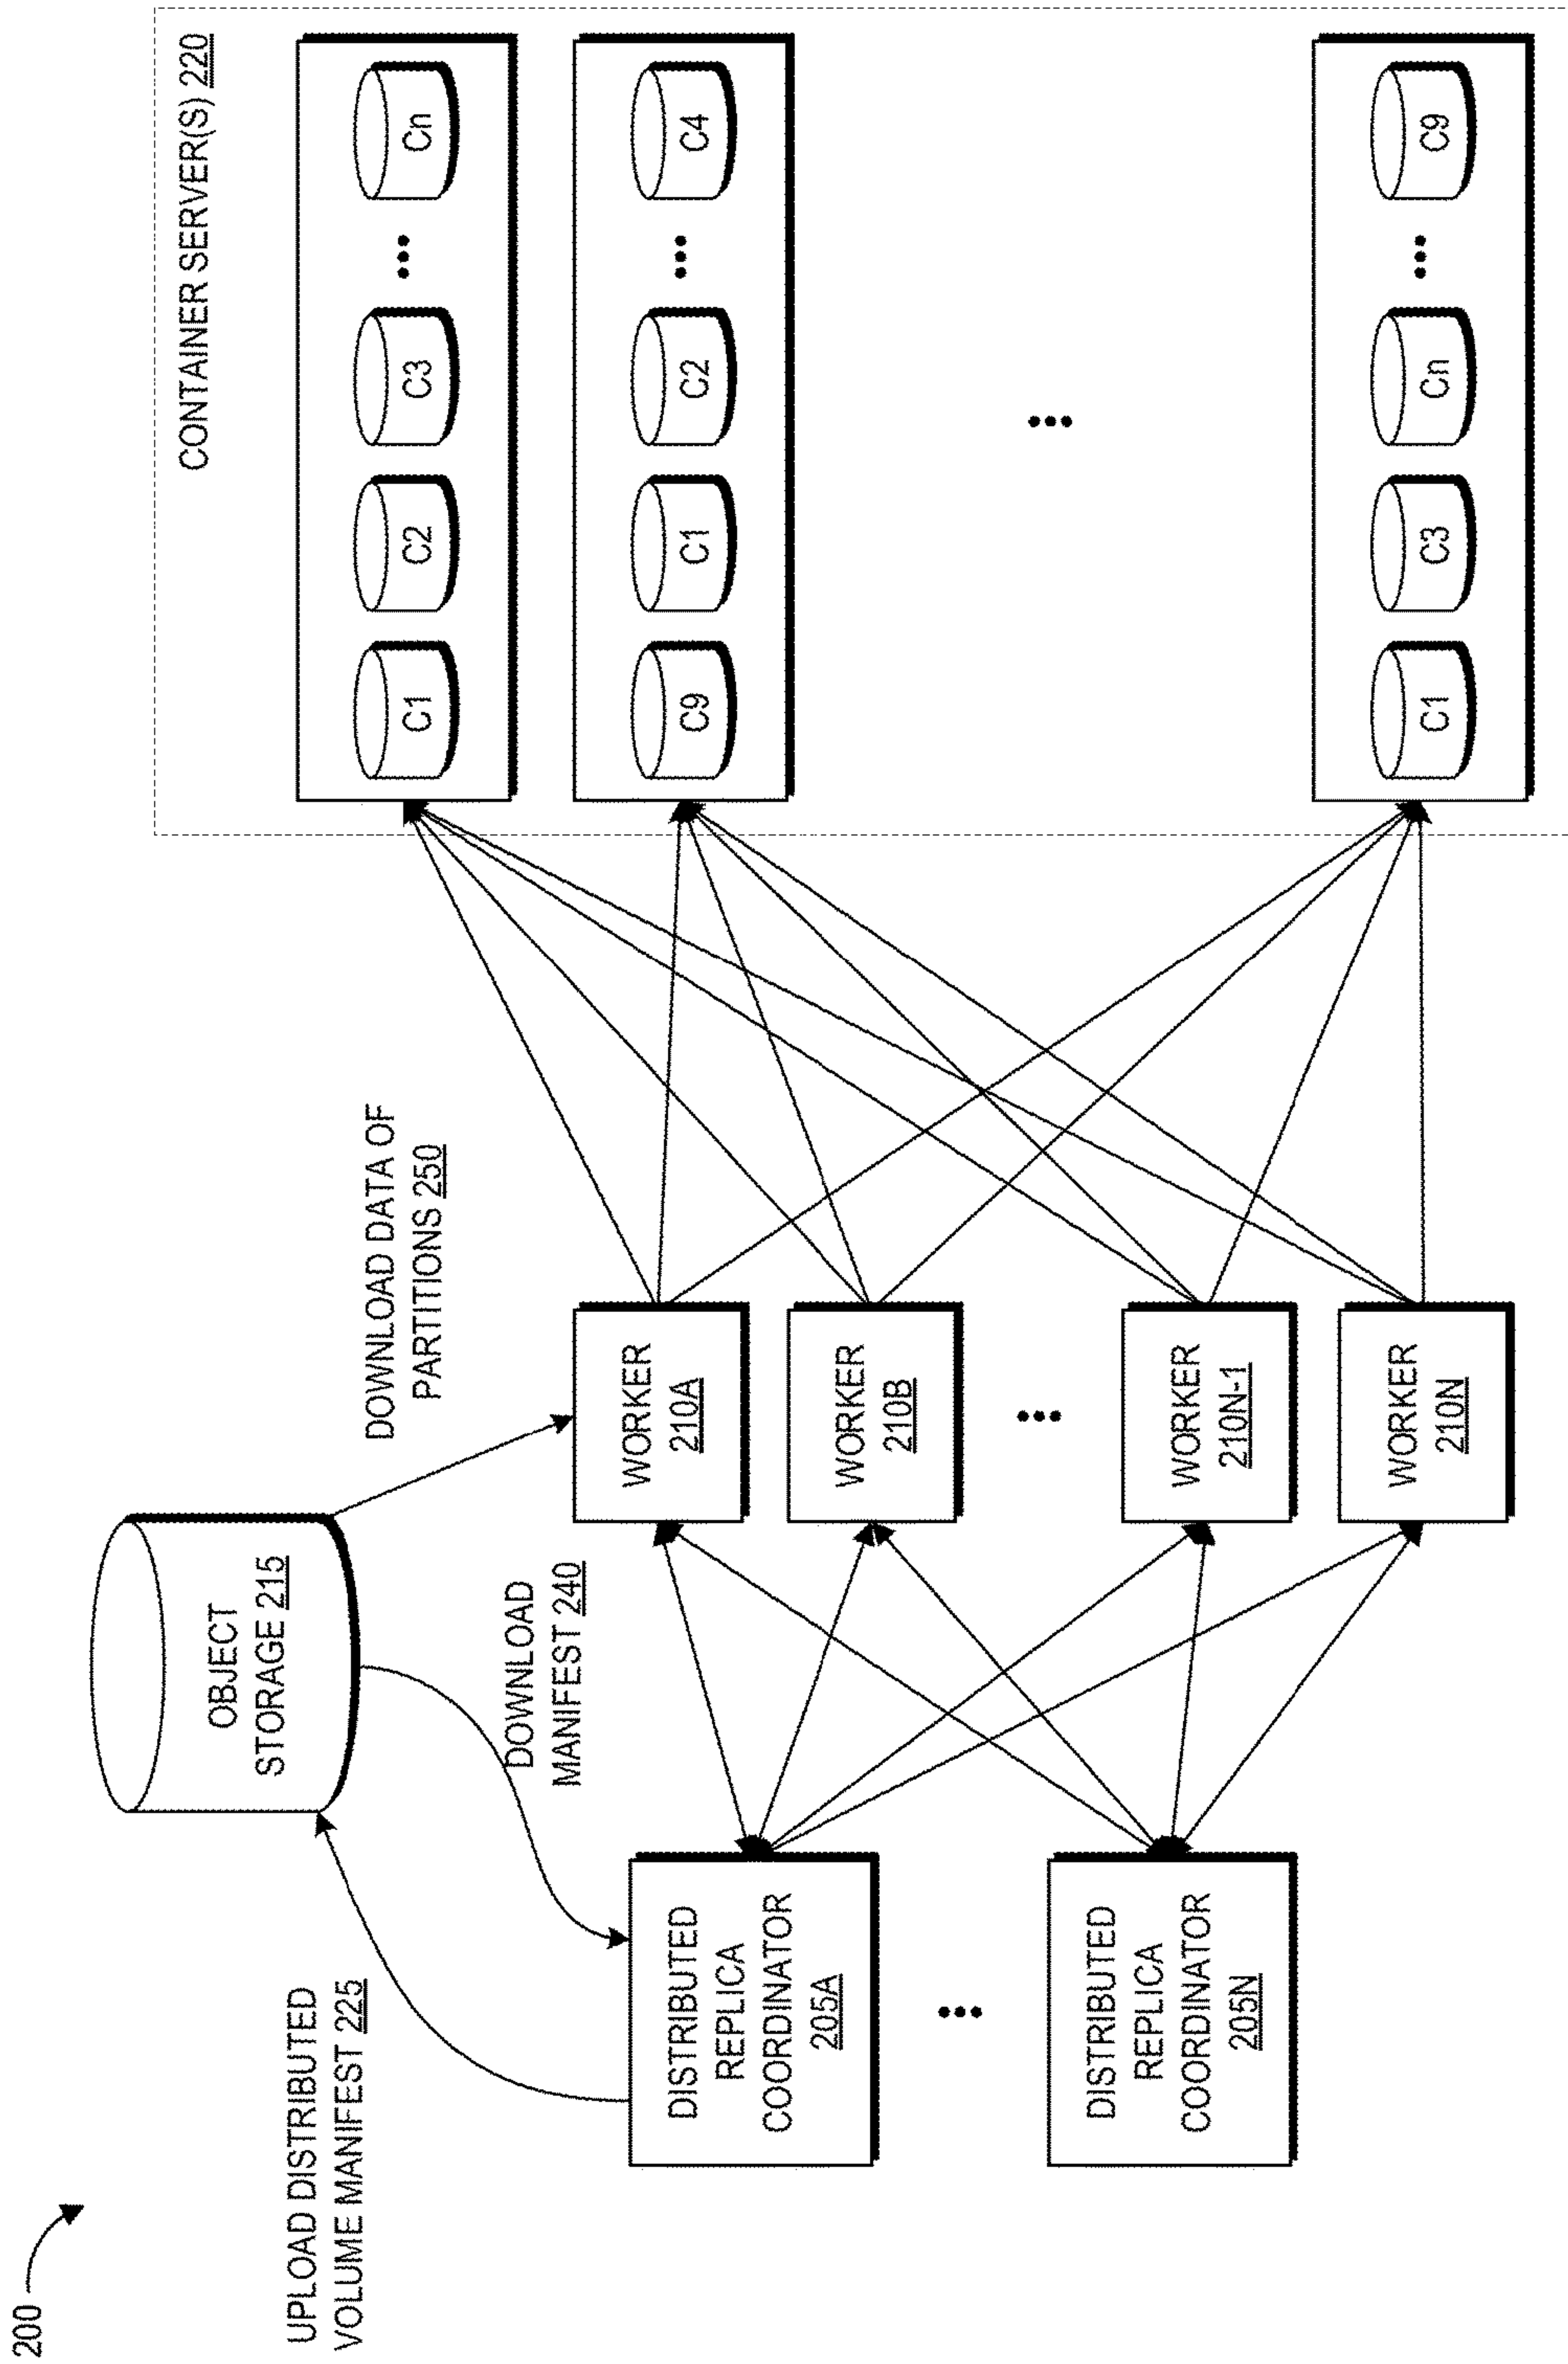 200
UPLOAD DISTRIBUTED
VOLUME MANIFEST 225
OBJECT
STORAGE 215
DOWNLOAD
MANIFEST 240
DOWNLOAD DATA OF
PARTITIONS 250
DISTRIBUTED
REPLICA
COORDINATOR
205A
•••
DISTRIBUTED
REPLICA
COORDINATOR
205N
WORKER
210A
WORKER
210B
•••
WORKER
210N-1
WORKER
210N
CONTAINER SERVER(S) 220
C1 C2 C3 ••• Cn
C9 C1 C2 ••• C4
•••
C1 C3 Cn ••• C9